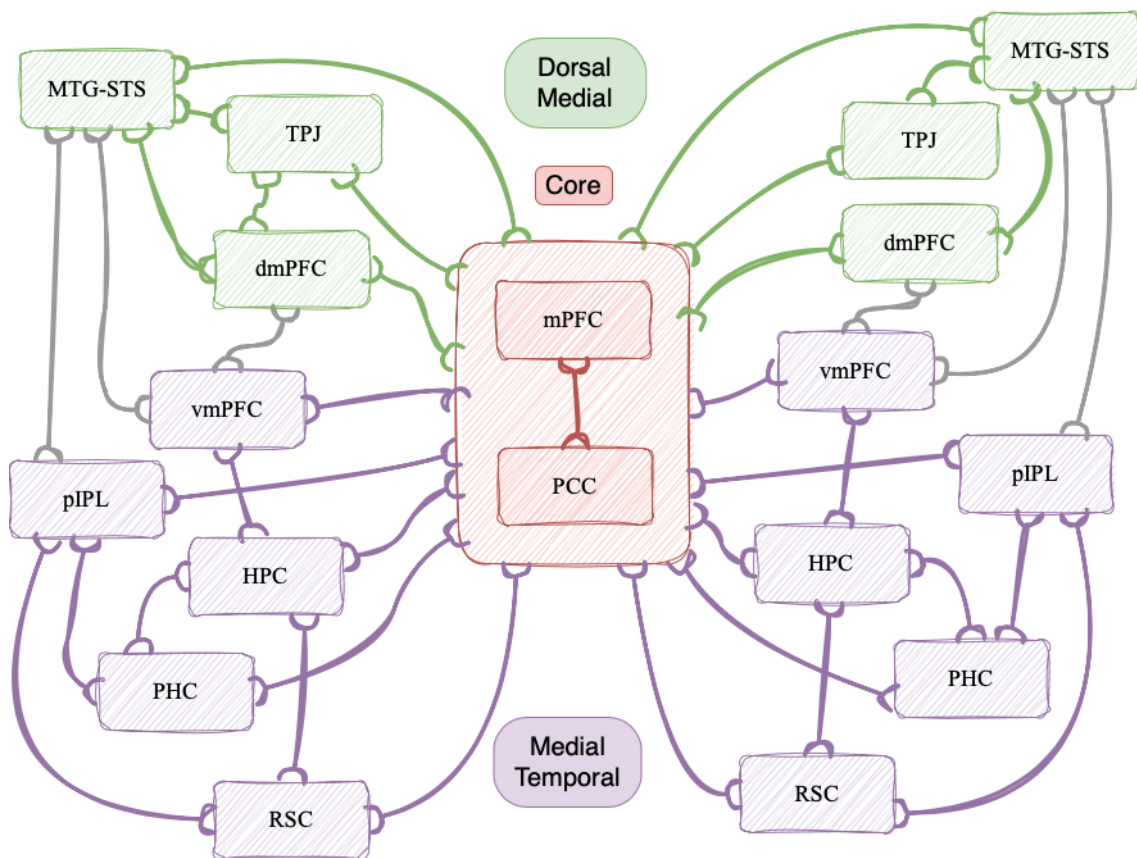 MTG-STS
Dorsal
Medial
MTG-STS
TPJ
TPJ
Core
dmPFC
dmPFC
mPFC
vmPFC
vmPFC
pIPL
PCC
pIPL
HPC
HPC
PHC
PHC
Medial
Temporal
RSC
RSC